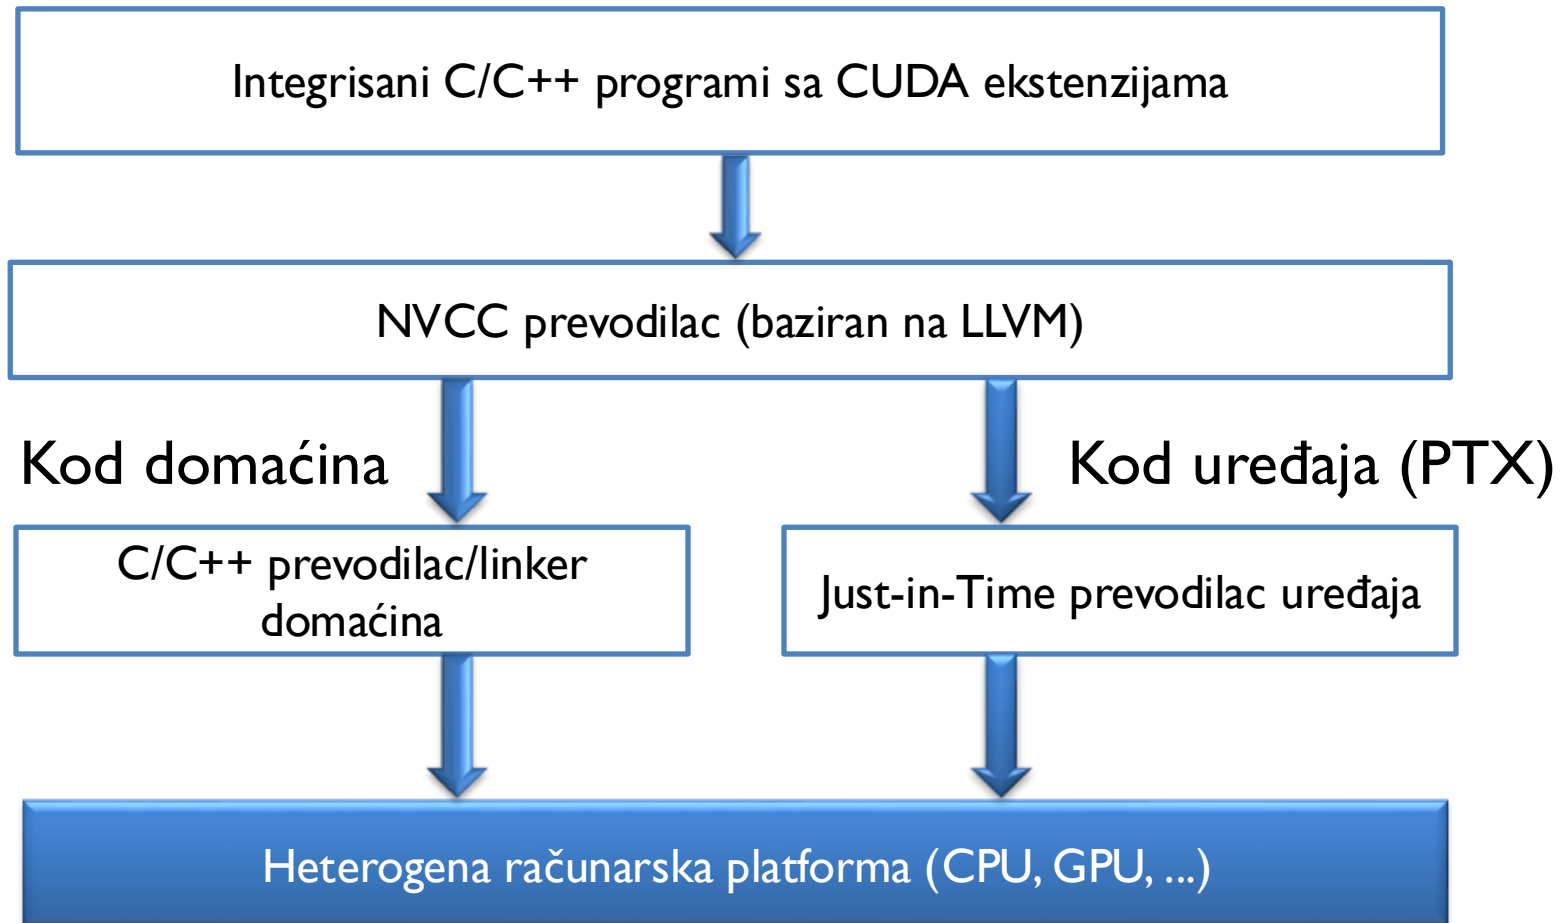 Integrisani C/C++ programi sa CUDA ekstenzijama
NVCC prevodilac (baziran na LLVM)
Kod domaćina
Kod uređaja (PTX)
C/C++ prevodilac/linker
domaćina
Just-in-Time prevodilac uređaja
Heterogena računarska platforma (CPU, GPU, ...)